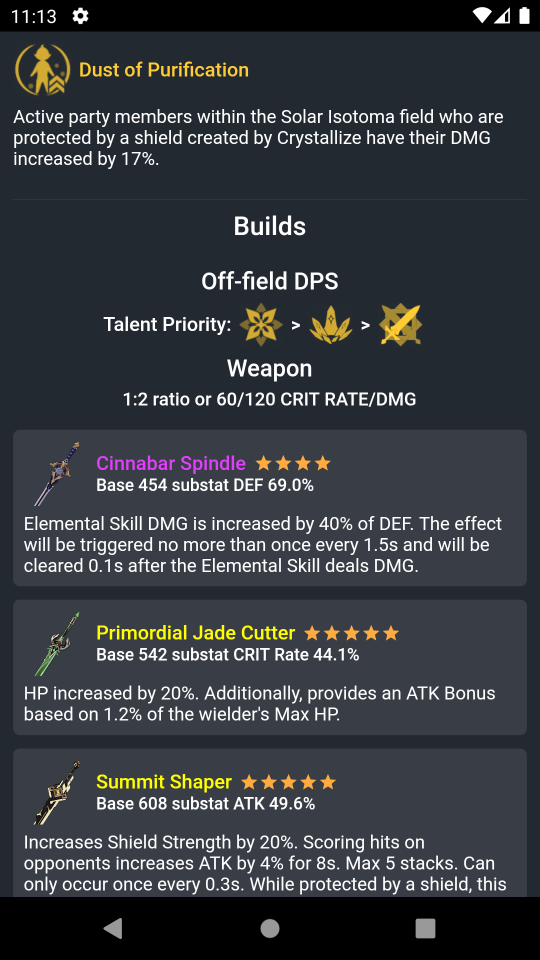 11:13
Dust of Purification
Active party members within the Solar Isotoma field who are
protected by a shield created by Crystallize have their DMG
increased by 17%.
Builds
Off-field DPS
Talent Priority: > >
Weapon
1:2 ratio or 60/120 CRIT RATE/DMG
Cinnabar Spindle
Base 454 substat DEF 69.0%
Elemental Skill DMG is increased by 40% of DEF. The effect
will be triggered no more than once every 1.5s and will be
cleared 0.1s after the Elemental Skill deals DMG.
Primordial Jade Cutter
Base 542 substat CRIT Rate 44.1%
HP increased by 20%. Additionally, provides an ATK Bonus
based on 1.2% of the wielder's Max HP.
Summit Shaper
Base 608 substat ATK 49.6%
Increases Shield Strength by 20%. Scoring hits on
opponents increases ATK by 4% for 8s. Max 5 stacks. Can
only occur once every 0.3s. While protected by a shield, this